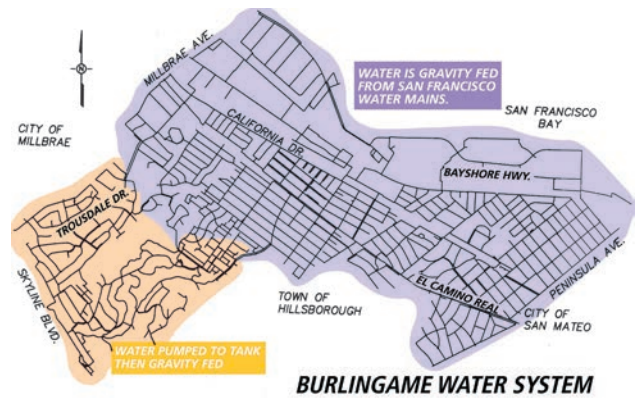 MILLBRAE AVE.
N
WATER IS GRAVITY FED
FROM SAN FRANCISCO
WATER MAINS.
SAN FRANCISCO
BAY
CITY OF
MILLBRAE
CALIFORNIA DR.
BAYSHORE HWY.
TROUSDALE DR.
SKYLINE BLVD.
TOWN OF
HILLSBOROUGH
EL CAMINO REAL
PENINSULA AVE.
CITY OF
SAN MATEO
WATER PUMPED TO TANK
THEN GRAVITY FED
BURLINGAME WATER SYSTEM